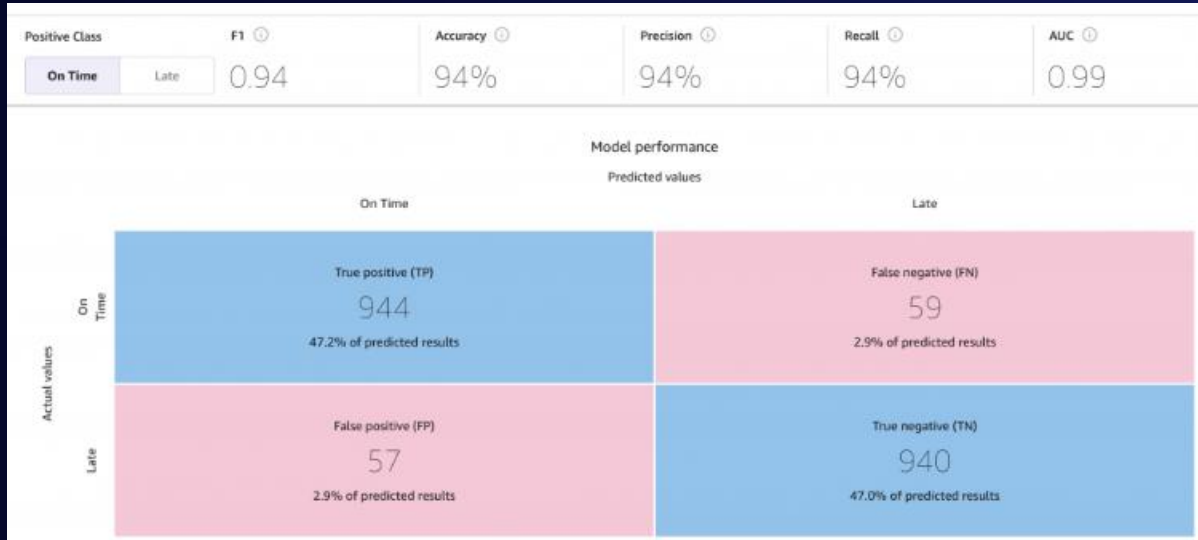 Positive Class F1 Accuracy Precision Recall AUC
On Time Late 0.94 94% 94% 94% 0.99
Model performance
Predicted values
On Time Late
True positive (TP) False negative (FN)
944 59
47.2% of predicted results 2.9% of predicted results
On
Time
Actual values
False positive (FP) True negative (TN)
57 940
2.9% of predicted results 47.0% of predicted results
Late